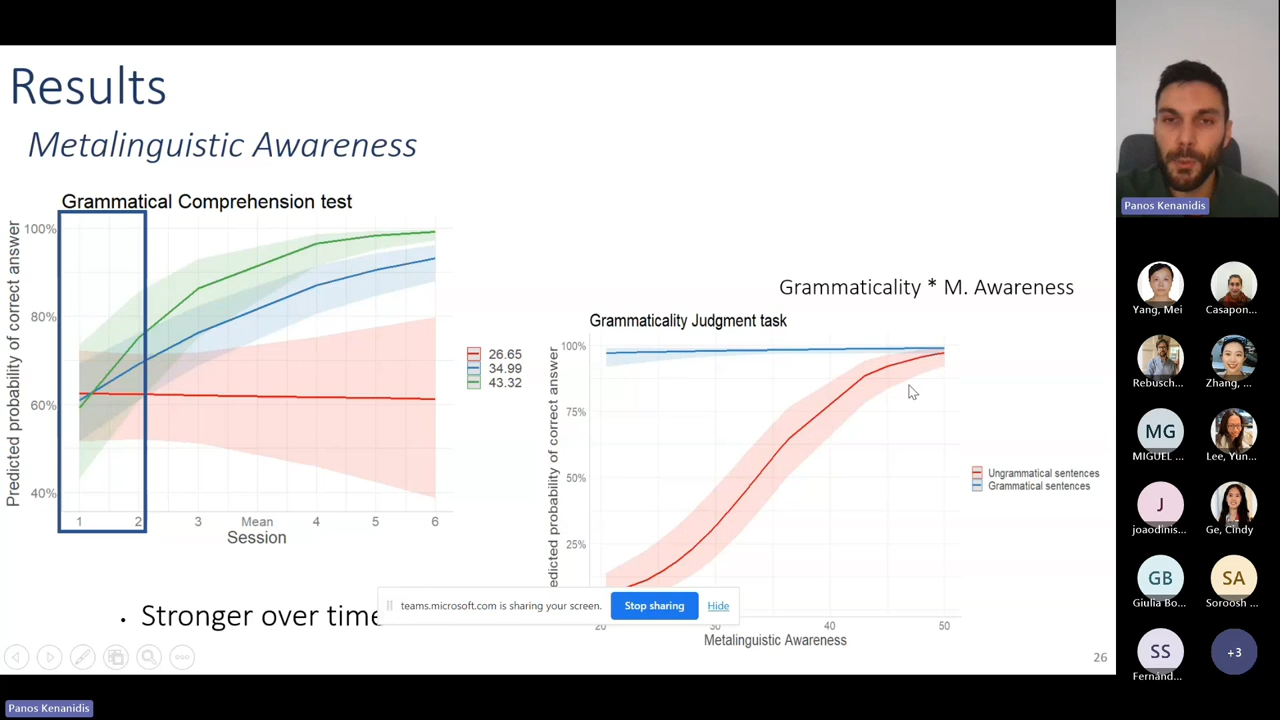 Results
Metalinguistic Awareness
Grammatical Comprehension test
Predicted probability of correct answer
100%
80%
60%
40%
1 2 3 Mean 4 5 6
Session
26.65
34.99
43.32
Grammaticality * M. Awareness
Grammaticality Judgment task
edicted probability of correct answer
100%
75%
50%
25%
20 30 40 50
Metalinguistic Awareness
Ungrammatical sentences
Grammatical sentences
• Stronger over time
teams.microsoft.com is sharing your screen.
Stop sharing
Hide
26
Panos Kenanidis
Yang, Mei
Casapon...
Rebusch...
Zhang, ...
MG
MIGUEL ...
Lee, Yun...
J
joaodinis...
Ge, Cindy
GB
Giulia Bo...
SA
Soroosh ...
SS
Fernánd...
+3
Panos Kenanidis